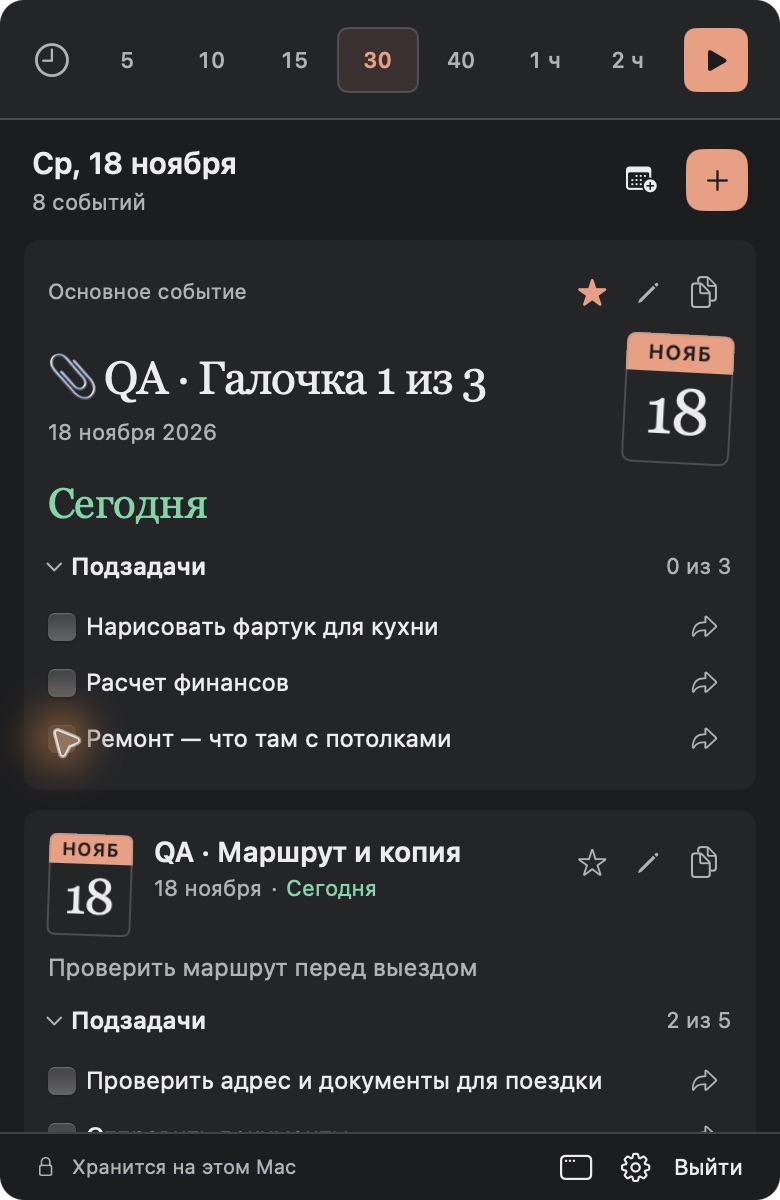 5 10 15 30 40 1 ч 2 ч
Ср, 18 ноября
8 событий
Основное событие
QA · Галочка 1 из 3
НОЯБ
18
18 ноября 2026
Сегодня
Подзадачи 0 из 3
Нарисовать фартук для кухни
Расчет финансов
Ремонт — что там с потолками
НОЯБ
18
QA · Маршрут и копия
18 ноября · Сегодня
Проверить маршрут перед выездом
Подзадачи 2 из 5
Проверить адрес и документы для поездки
Хранится на этом Mac
Выйти